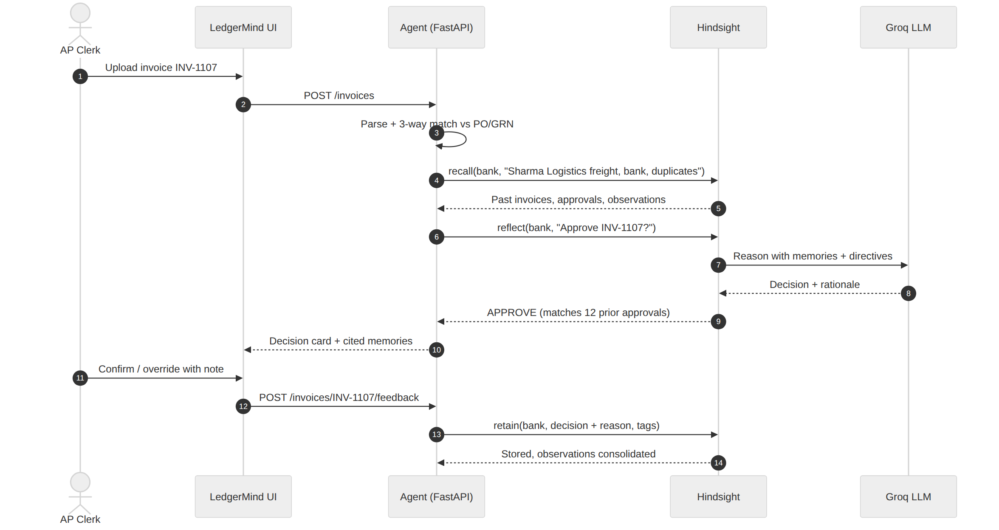 AP Clerk
LedgerMind UI
Agent (FastAPI)
Hindsight
Groq LLM
Upload invoice INV-1107
1
POST /invoices
2
Parse + 3-way match vs PO/GRN
3
recall(bank, "Sharma Logistics freight, bank, duplicates")
4
Past invoices, approvals, observations
5
reflect(bank, "Approve INV-1107?")
6
Reason with memories + directives
7
Decision + rationale
8
APPROVE (matches 12 prior approvals)
9
Decision card + cited memories
10
Confirm / override with note
11
POST /invoices/INV-1107/feedback
12
retain(bank, decision + reason, tags)
13
Stored, observations consolidated
14
AP Clerk
LedgerMind UI
Agent (FastAPI)
Hindsight
Groq LLM